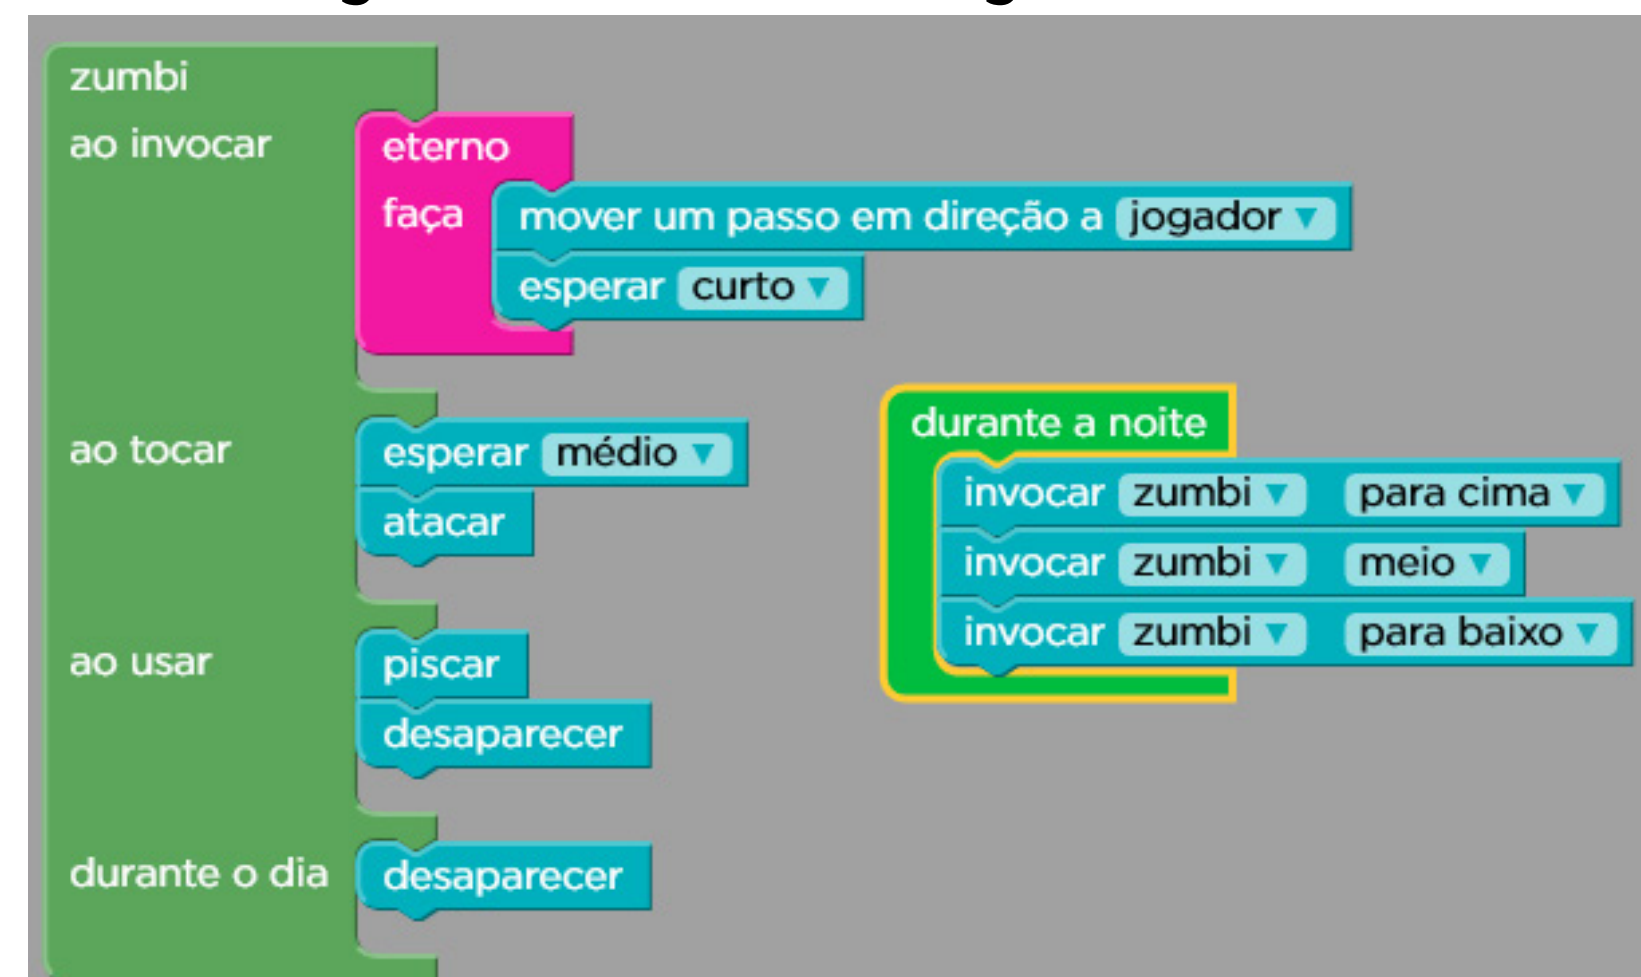 zumbi
ao invocar
eterno
faça
mover um passo em direção a jogador
esperar curto
ao tocar
esperar médio
atacar
ao usar
piscar
desaparecer
durante o dia
desaparecer
durante a noite
invocar zumbi para cima
invocar zumbi meio
invocar zumbi para baixo